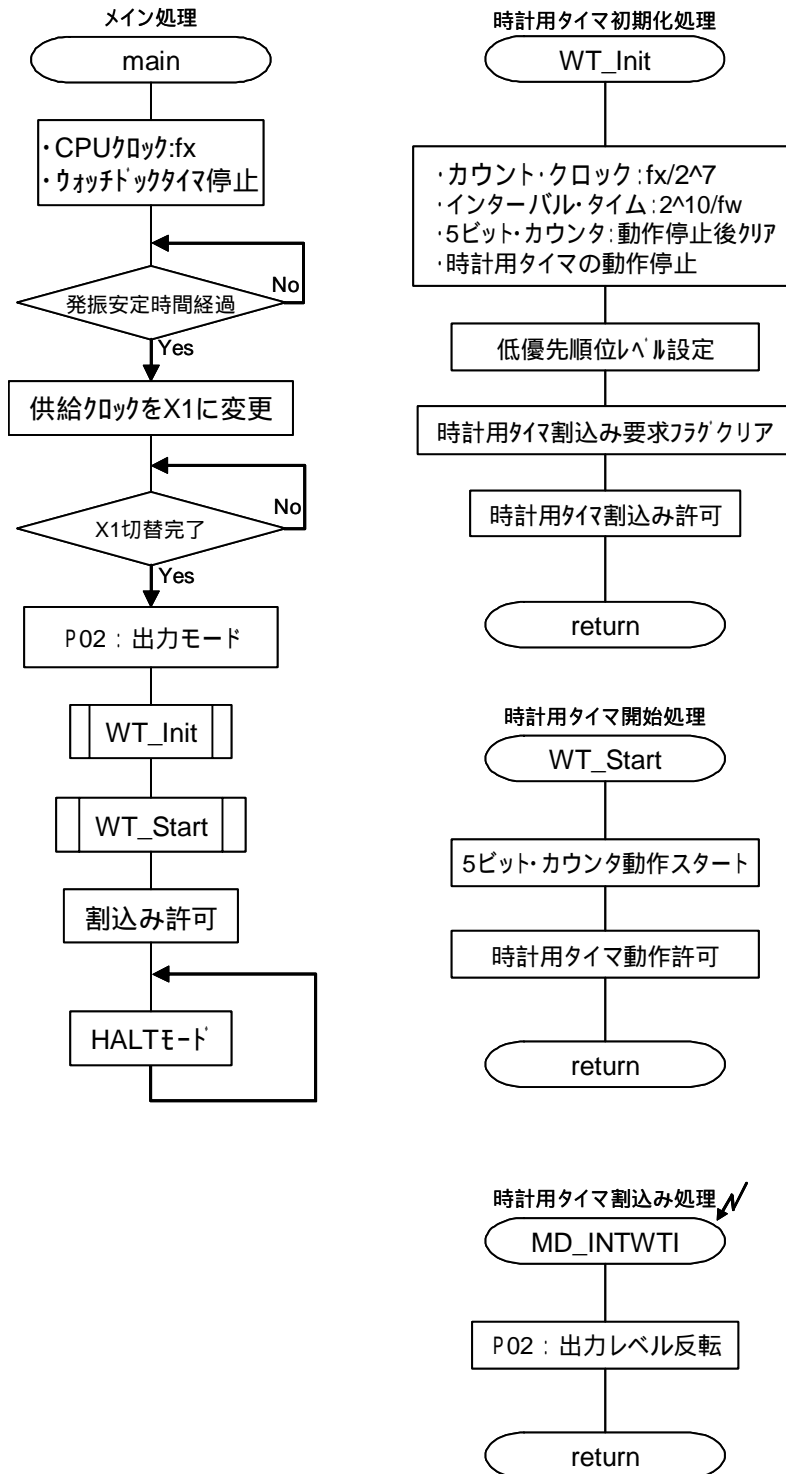 メイン処理
main
・CPUｸﾛｯｸ:fx
・ｳｫｯﾁﾄﾞｯｸﾀｲﾏ停止
No
発振安定時間経過
Yes
供給ｸﾛｯｸをX1に変更
No
X1切替完了
Yes
P02：出力モード
WT_Init
WT_Start
割込み許可
HALTﾓｰﾄﾞ
時計用タイマ初期化処理
WT_Init
・カウント・クロック：fx/2^7
・インターバル・タイム：2^10/fw
・5ビット・カウンタ：動作停止後ｸﾘｱ
・時計用タイマの動作停止
低優先順位ﾚﾍﾞﾙ設定
時計用ﾀｲﾏ割込み要求ﾌﾗｸﾞクリア
時計用ﾀｲﾏ割込み許可
return
時計用タイマ開始処理
WT_Start
5ビット・カウンタ動作スタート
時計用タイマ動作許可
return
時計用タイマ割込み処理
MD_INTWTI
P02：出力レベル反転
return